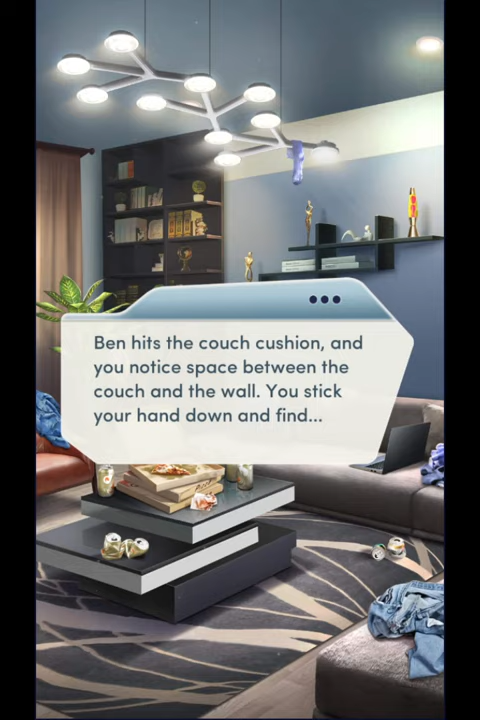 Ben hits the couch cushion, and
you notice space between the
couch and the wall. You stick
your hand down and find...